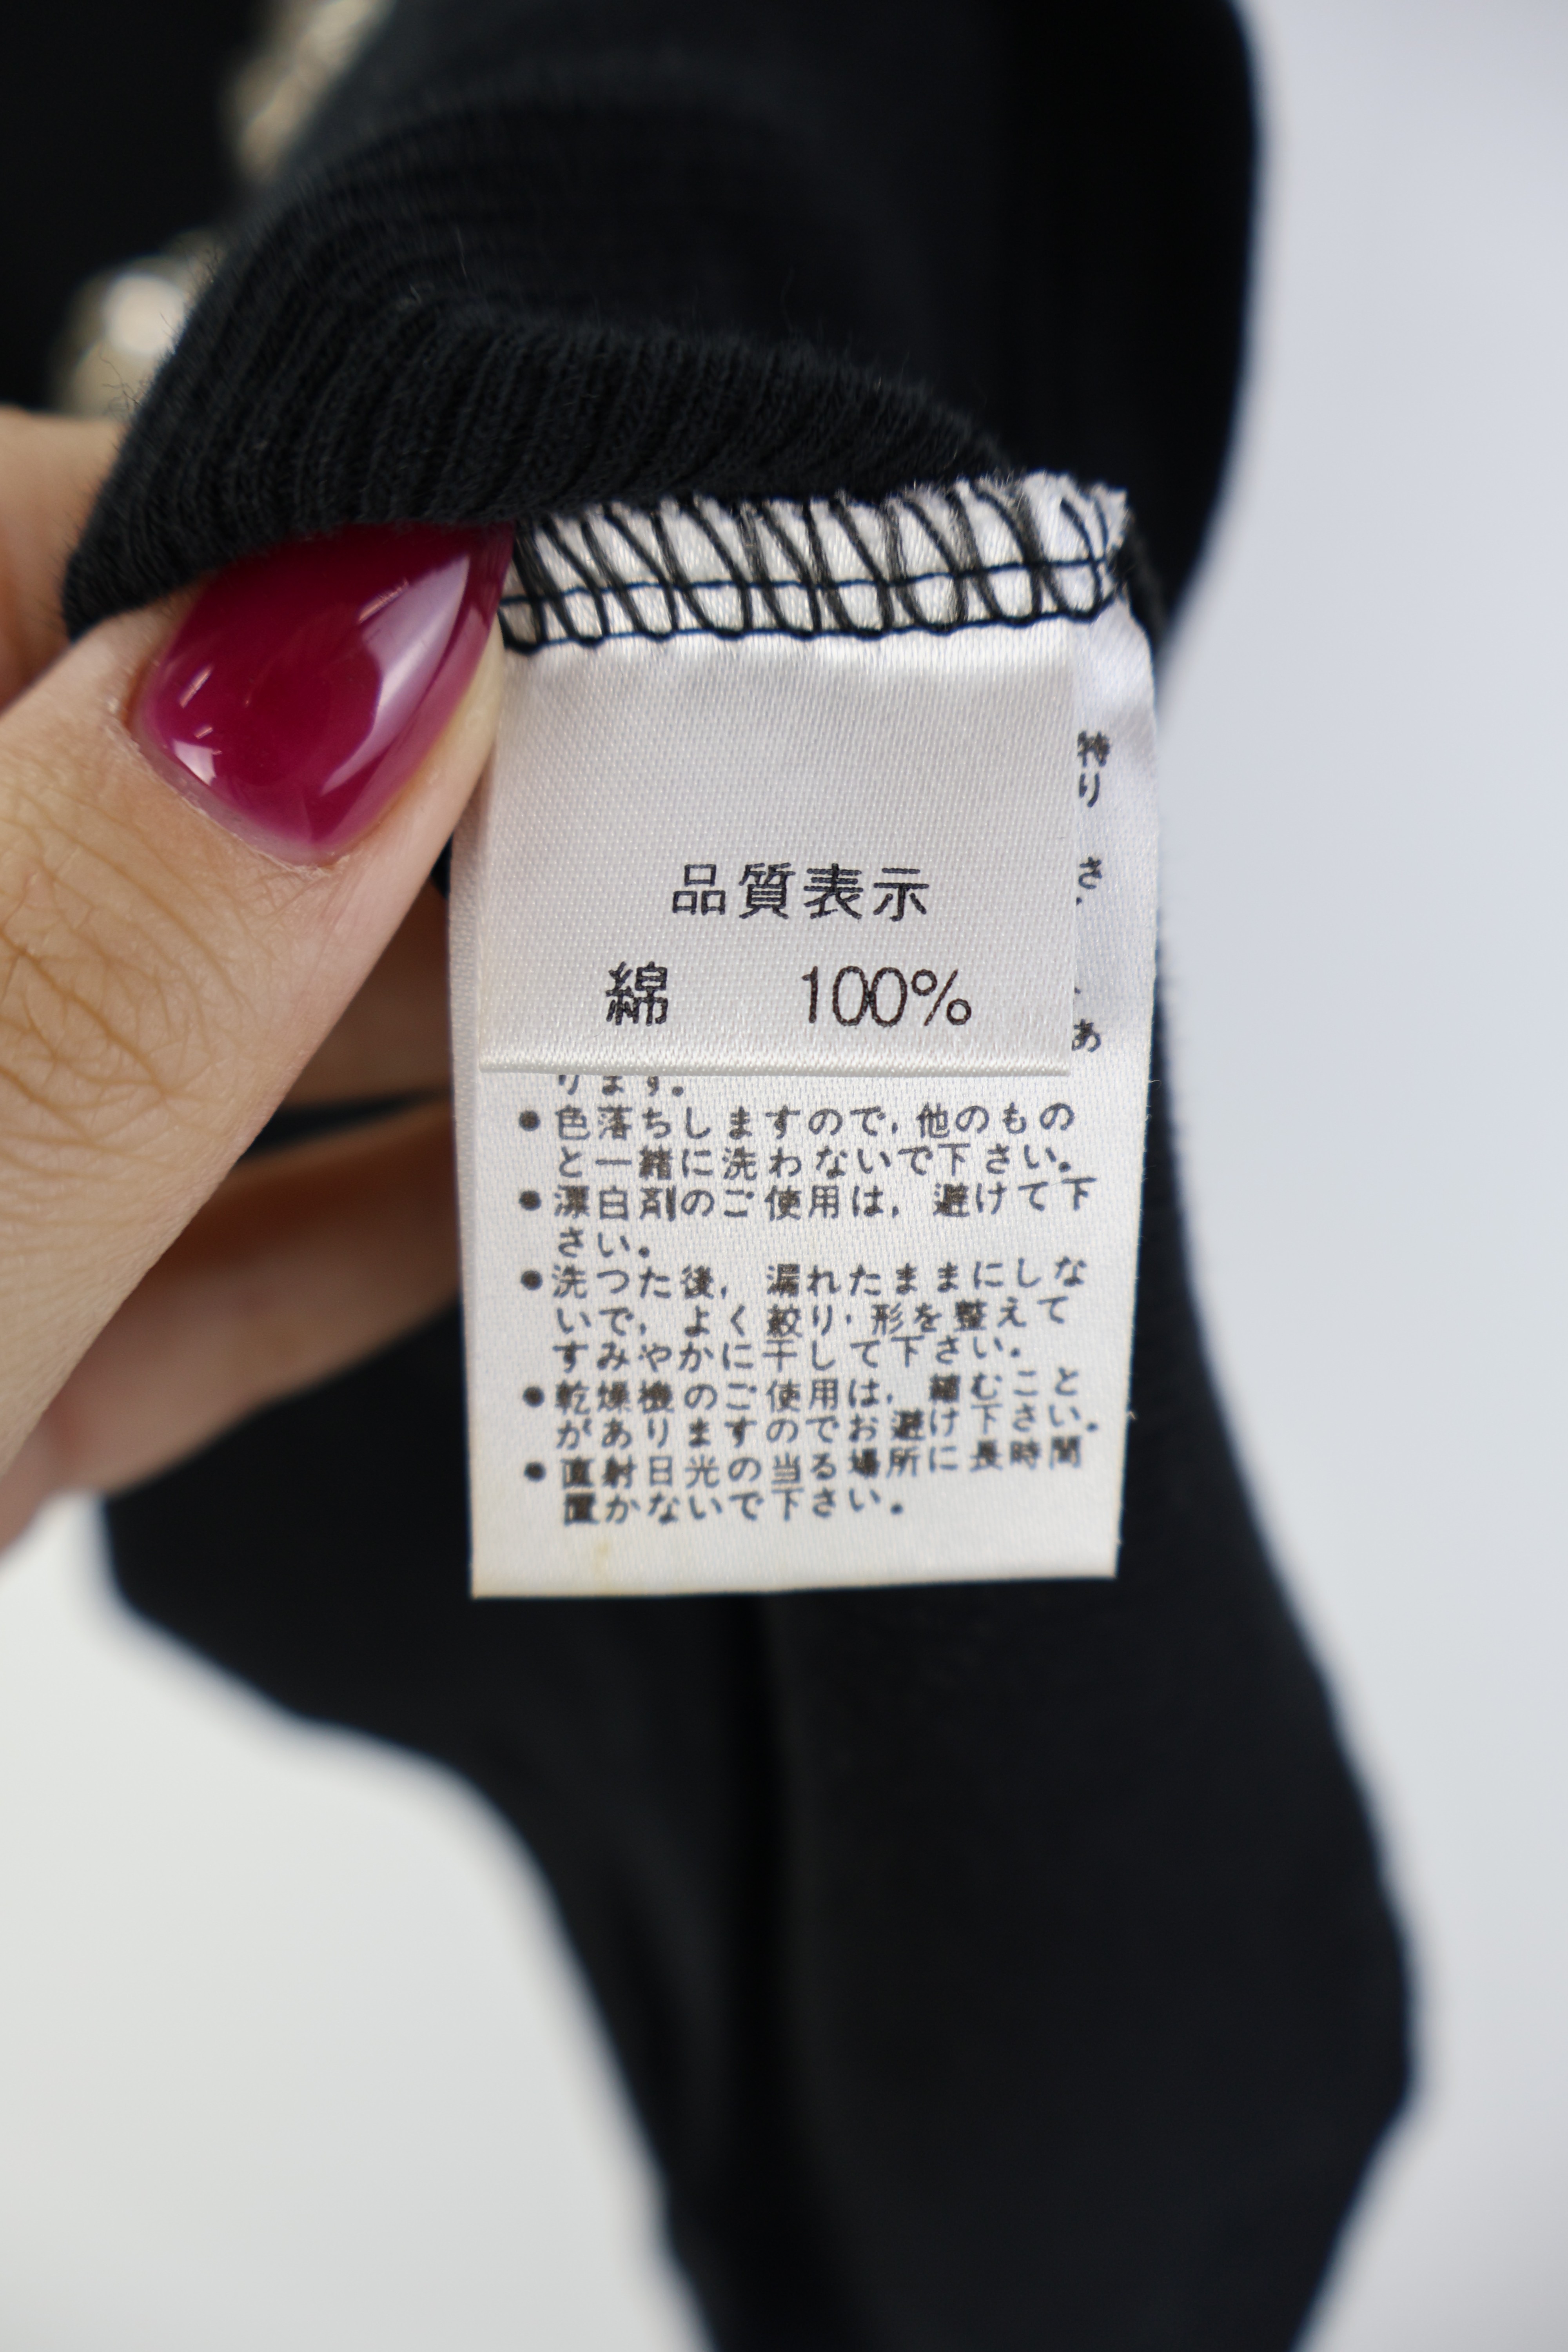 品質表示
綿 100%
特
り
さ
あ
ります。
●色落ちしますので,他のもの
と一緒に洗わないで下さい。
●漂白剤のご使用は,避けて下
さい。
●洗つた後,漏れたままにしな
いで,よく絞り,形を整えて
すみやかに干して下さい。
●乾燥機のご使用は,縮むこと
がありますのでお避け下さい。
●直射日光の当る場所に長時間
置かないで下さい。